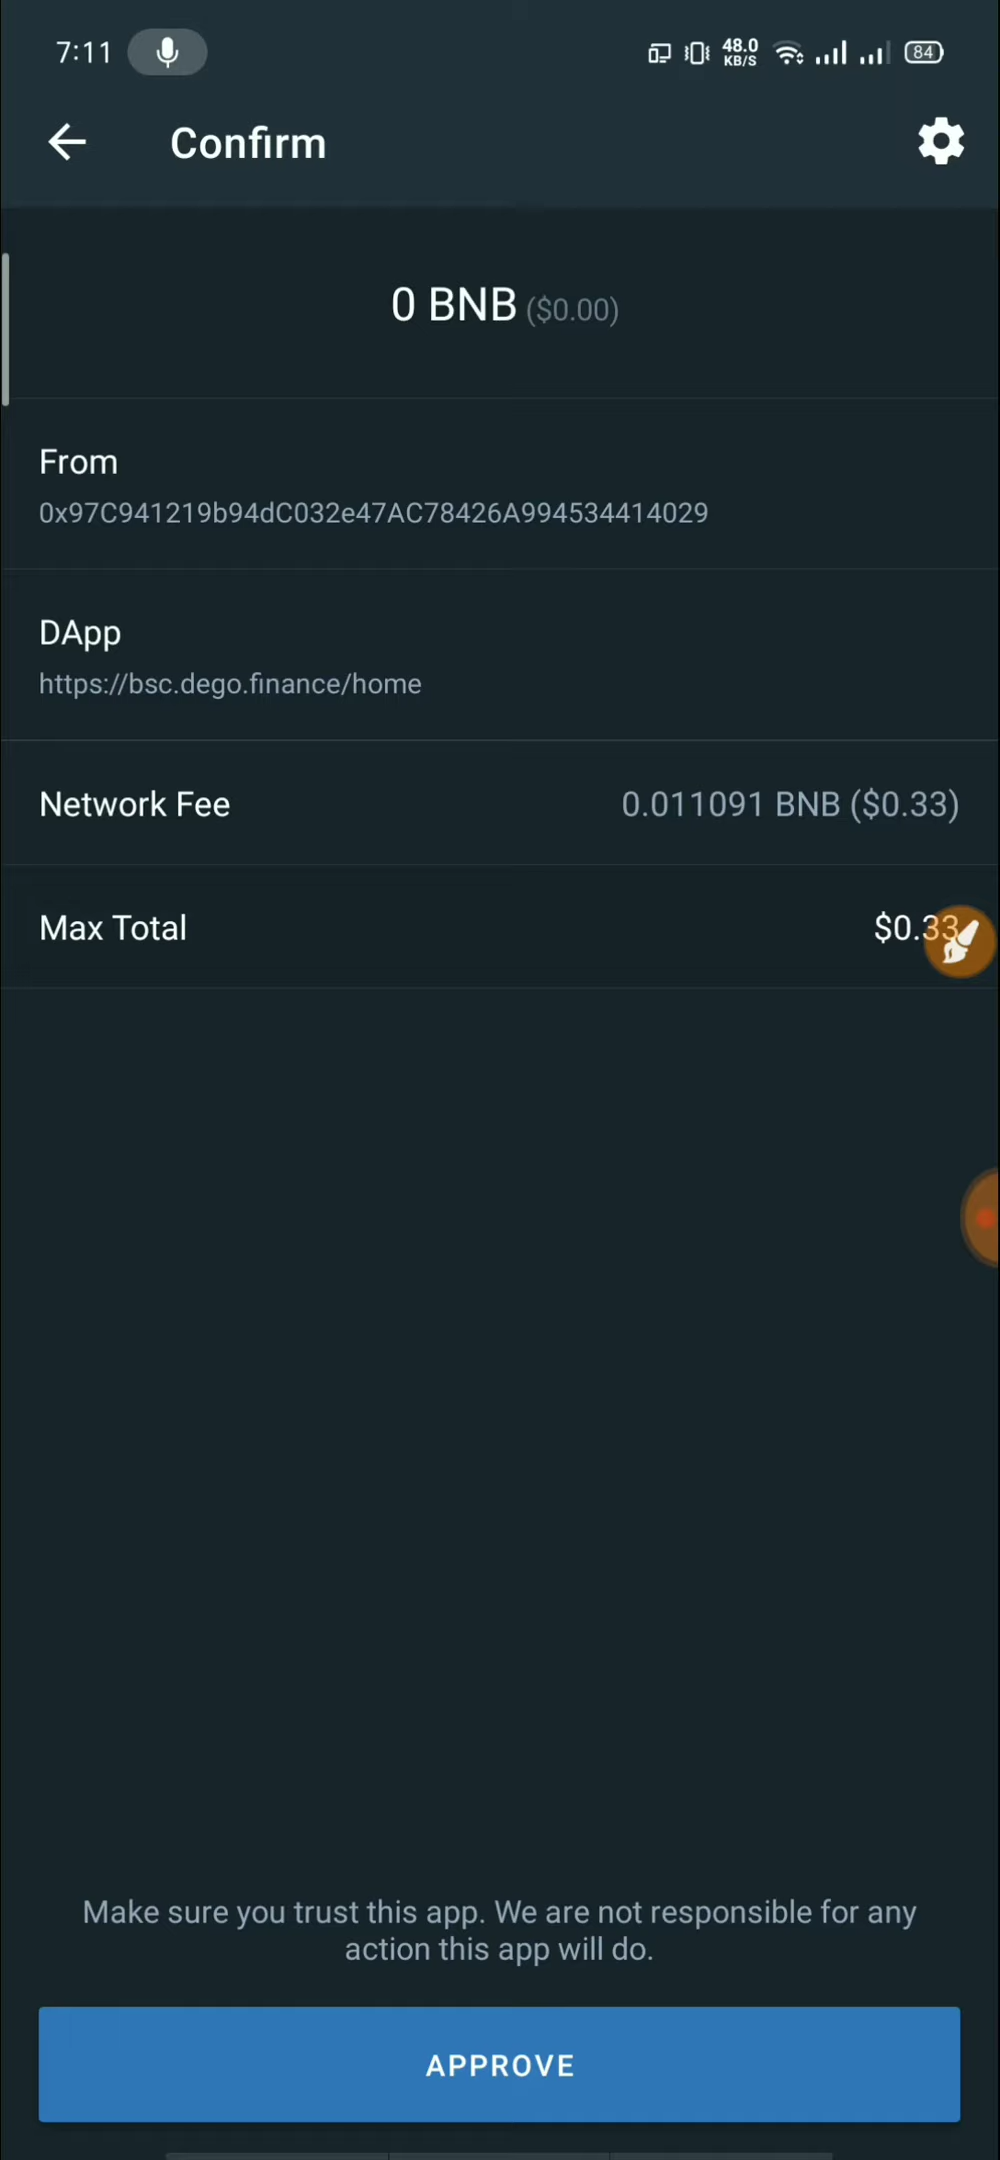 7:11
48.0
KB/S
84
Confirm
0 BNB ($0.00)
From
0x97C941219b94dC032e47AC78426A994534414029
DApp
https://bsc.dego.finance/home
Network Fee 0.011091 BNB ($0.33)
Max Total $0.33
Make sure you trust this app. We are not responsible for any
action this app will do.
APPROVE